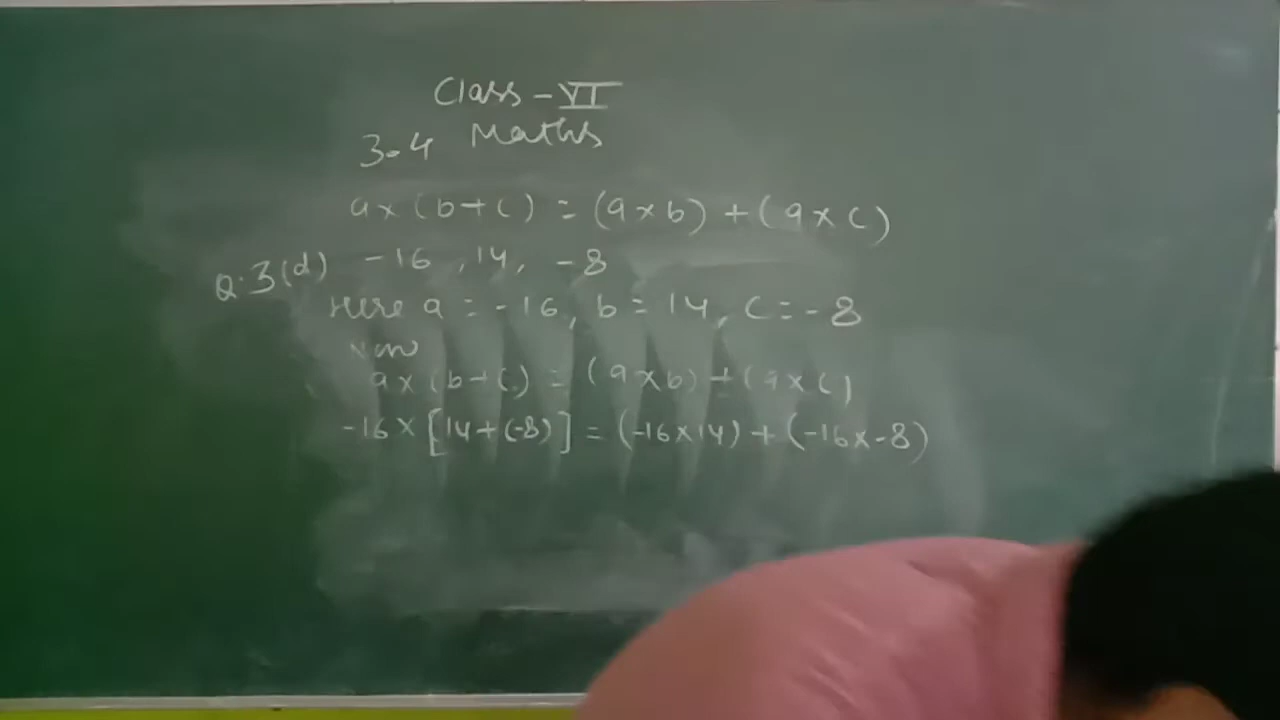 Class - VI
3.4 Maths
a × (b + c) = (a × b) + (a × c)
Q.3(d) -16, 14, -8
Here a = -16, b = 14, c = -8
Now
a × (b + c) = (a × b) + (a × c)
-16 × [14 + (-8)] = (-16 × 14) + (-16 × -8)